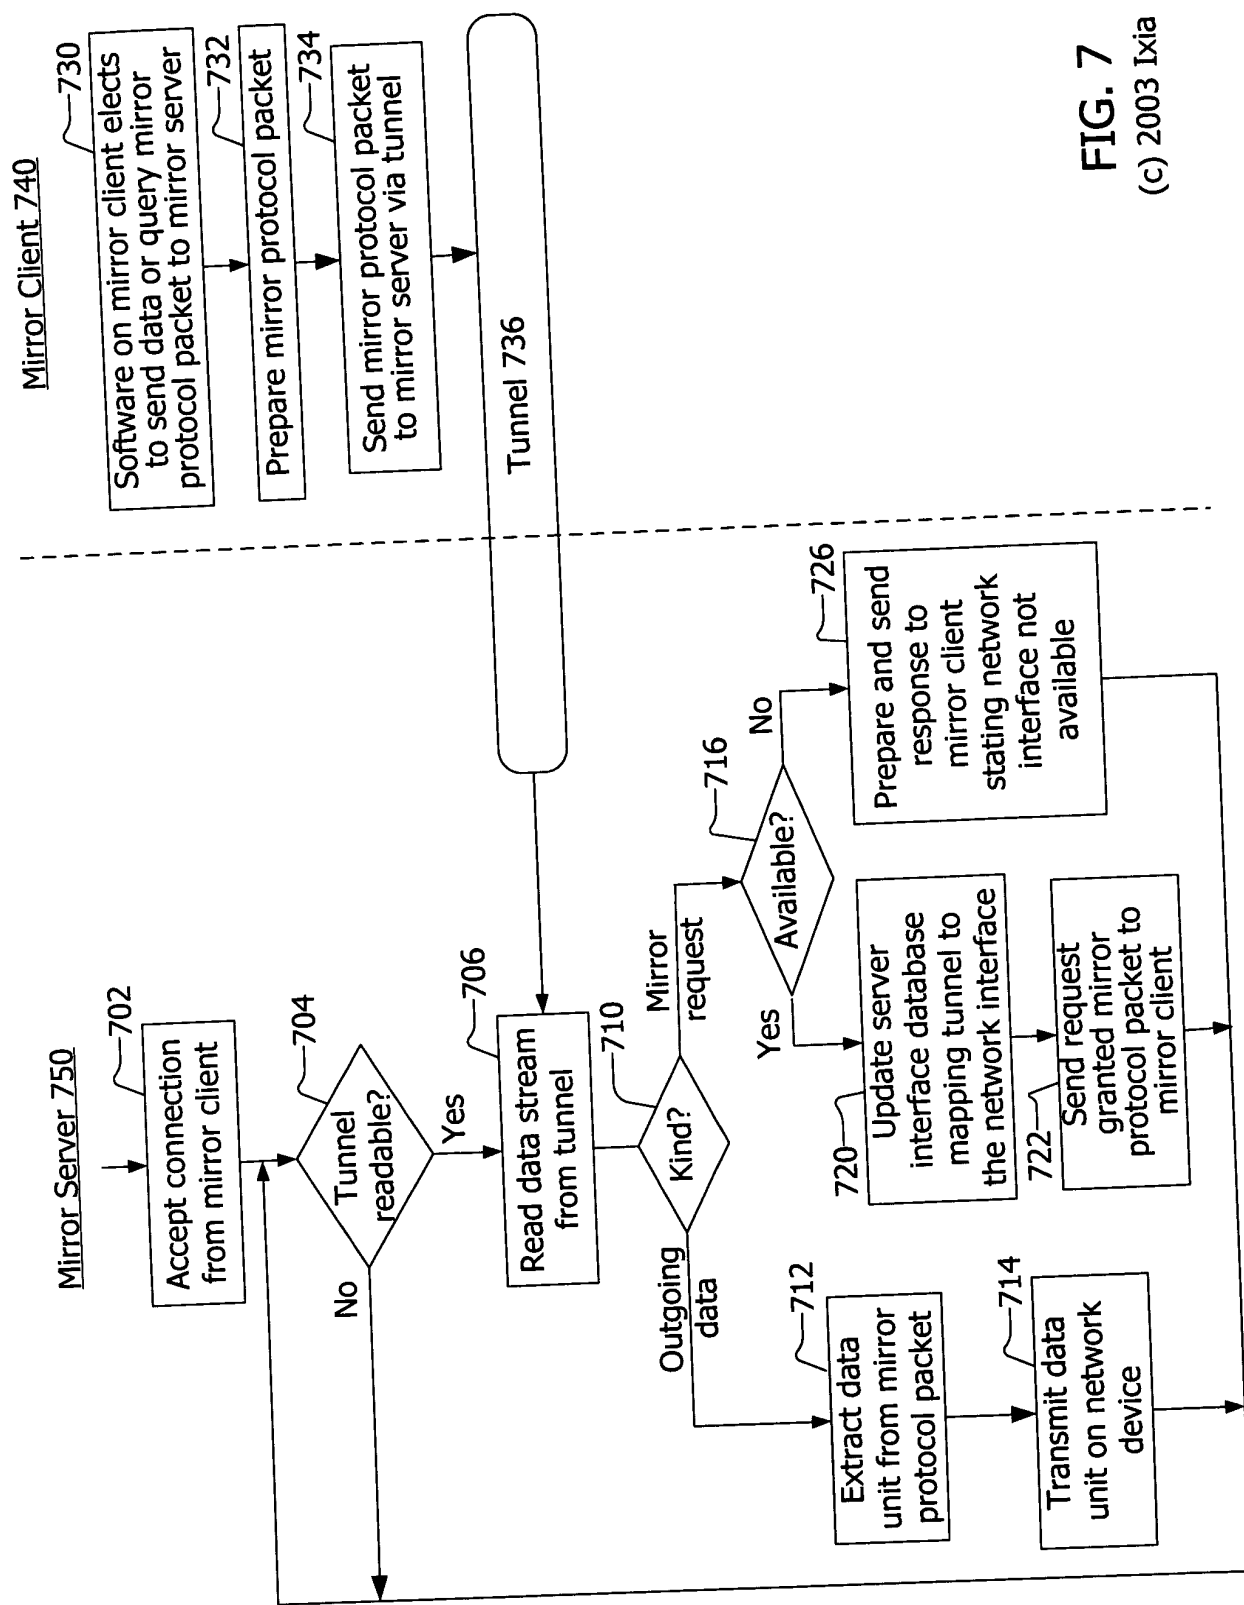 Mirror Server 750
702
Accept connection
from mirror client
704
Tunnel
readable?
No
Yes
706
Read data stream
from tunnel
710
Kind?
Outgoing
data
Mirror
request
712
Extract data
unit from mirror
protocol packet
714
Transmit data
unit on network
device
716
Available?
Yes
No
720
Update server
interface database
mapping tunnel to
the network interface
722
Send request
granted mirror
protocol packet to
mirror client
726
Prepare and send
response to
mirror client
stating network
interface not
available
Mirror Client 740
730
Software on mirror client elects
to send data or query mirror
protocol packet to mirror server
732
Prepare mirror protocol packet
734
Send mirror protocol packet
to mirror server via tunnel
Tunnel 736
FIG. 7
(c) 2003 Ixia